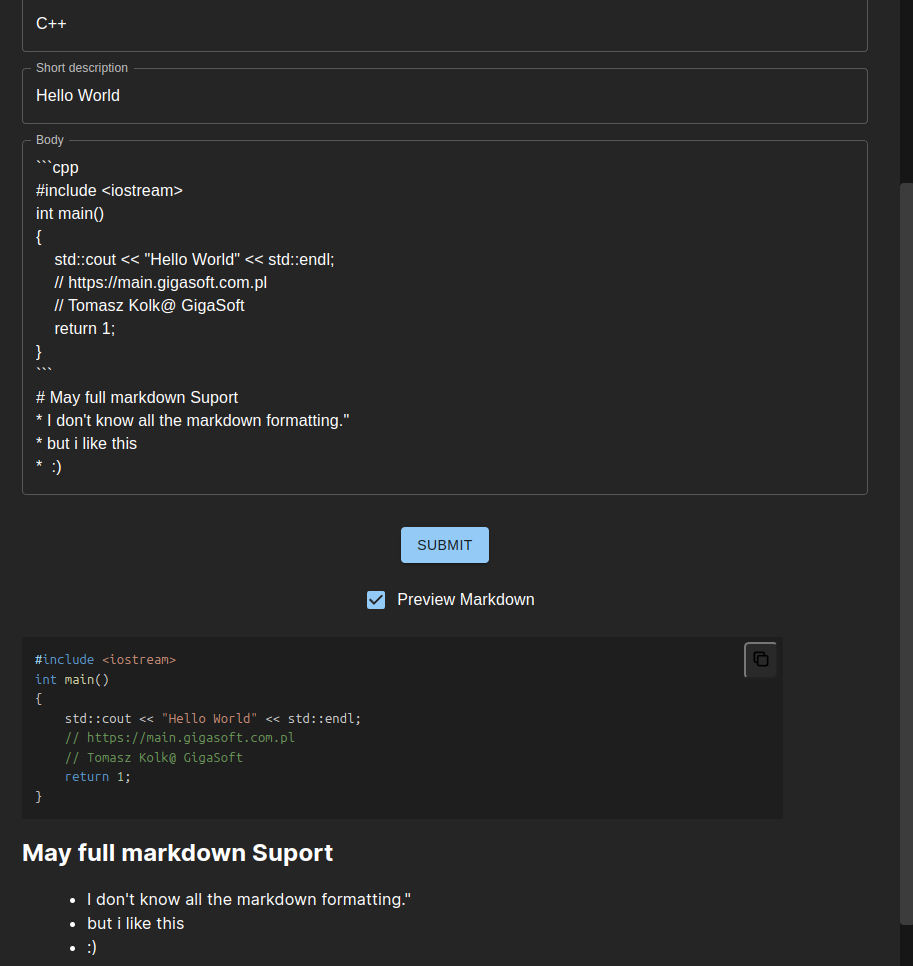 C++
Short description
Hello World
Body
```cpp
#include <iostream>
int main()
{
    std::cout << "Hello World" << std::endl;
    // https://main.gigasoft.com.pl
    // Tomasz Kolk@ GigaSoft
    return 1;
}
```
# May full markdown Suport
* I don't know all the markdown formatting."
* but i like this
*  :)
SUBMIT
Preview Markdown
#include <iostream>
int main()
{
    std::cout << "Hello World" << std::endl;
    // https://main.gigasoft.com.pl
    // Tomasz Kolk@ GigaSoft
    return 1;
}
May full markdown Suport
• I don't know all the markdown formatting."
• but i like this
• :)